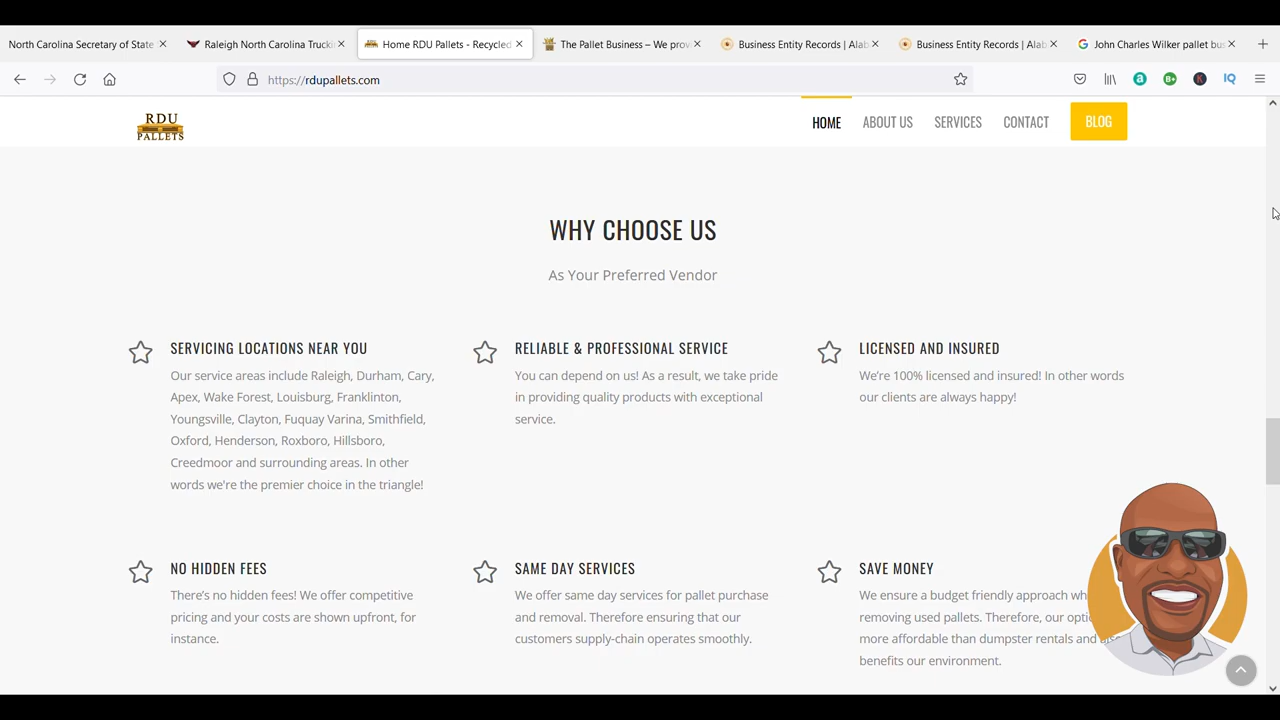 North Carolina Secretary of State
Raleigh North Carolina Trucki
Home RDU Pallets - Recycled
The Pallet Business – We prov
Business Entity Records | Alab
Business Entity Records | Alab
John Charles Wilker pallet bus
https://rdupallets.com
RDU
PALLETS
HOME
ABOUT US
SERVICES
CONTACT
BLOG
WHY CHOOSE US
As Your Preferred Vendor
SERVICING LOCATIONS NEAR YOU
Our service areas include Raleigh, Durham, Cary,
Apex, Wake Forest, Louisburg, Franklinton,
Youngsville, Clayton, Fuquay Varina, Smithfield,
Oxford, Henderson, Roxboro, Hillsboro,
Creedmoor and surrounding areas. In other
words we're the premier choice in the triangle!
RELIABLE & PROFESSIONAL SERVICE
You can depend on us! As a result, we take pride
in providing quality products with exceptional
service.
LICENSED AND INSURED
We're 100% licensed and insured! In other words
our clients are always happy!
NO HIDDEN FEES
There's no hidden fees! We offer competitive
pricing and your costs are shown upfront, for
instance.
SAME DAY SERVICES
We offer same day services for pallet purchase
and removal. Therefore ensuring that our
customers supply-chain operates smoothly.
SAVE MONEY
We ensure a budget friendly approach
removing used pallets. Therefore, our
more affordable than dumpster rentals and
benefits our environment.